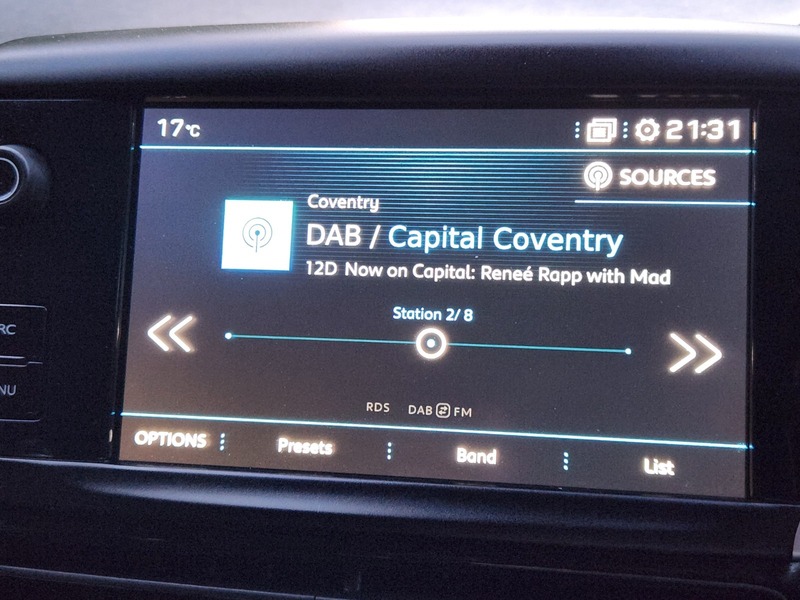 17°C 21:31
SOURCES
Coventry
DAB / Capital Coventry
12D Now on Capital: Reneé Rapp with Mad
Station 2/8
RC
NU
RDS DAB FM
OPTIONS Presets Band List